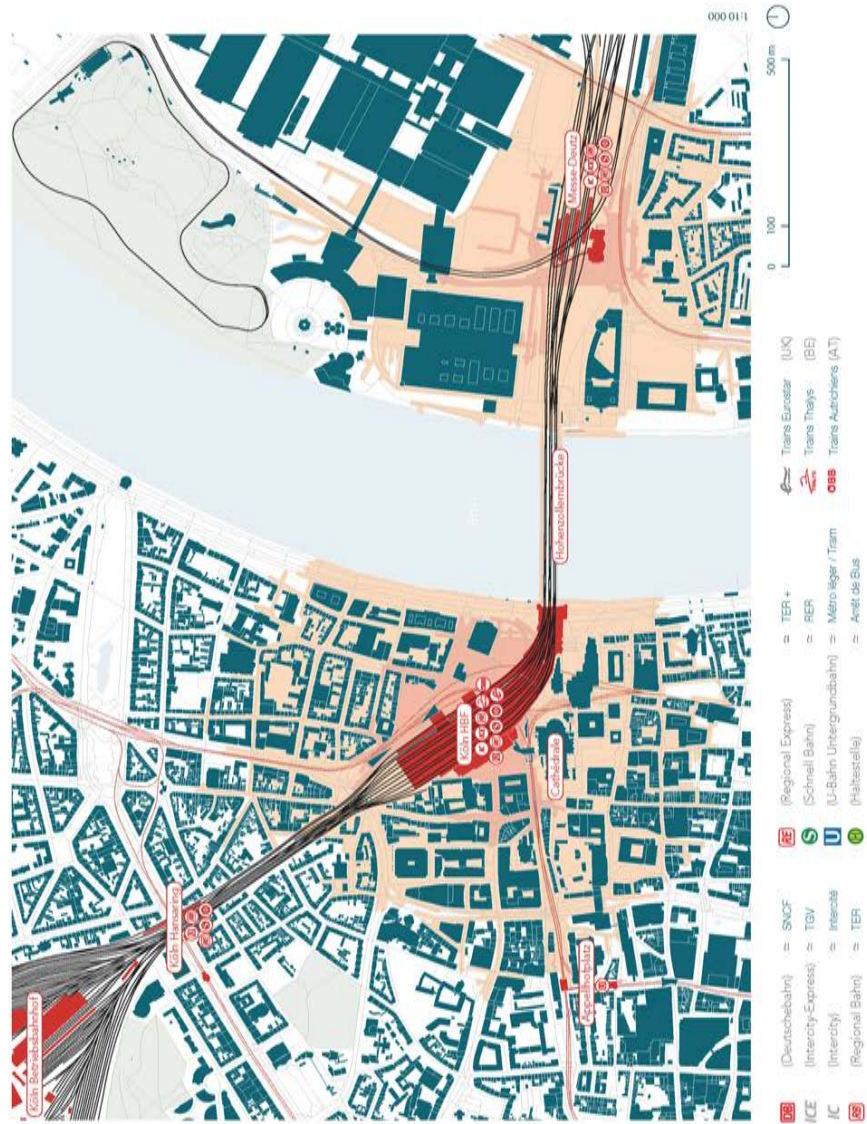 Köln Betriebsbahnhof
Köln Hansaring
Köln HBF
Cathédrale
Appellhofplatz
Hohenzollernbrücke
Messe-Deutz
DB (Deutschebahn) = SNCF
ICE (Intercity-Express) = TGV
IC (Intercity) = Intercité
RB (Regional Bahn) = TER
RE (Regional Express) = TER +
S (Schnell Bahn) = RER
U (U-Bahn Untergrundbahn) = Métro léger / Tram
H (Haltestelle) = Arrêt de Bus
Trains Eurostar (UK)
Trains Thalys (BE)
ÖBB Trains Autrichiens (AT)
0 100 500 m
1:10 000